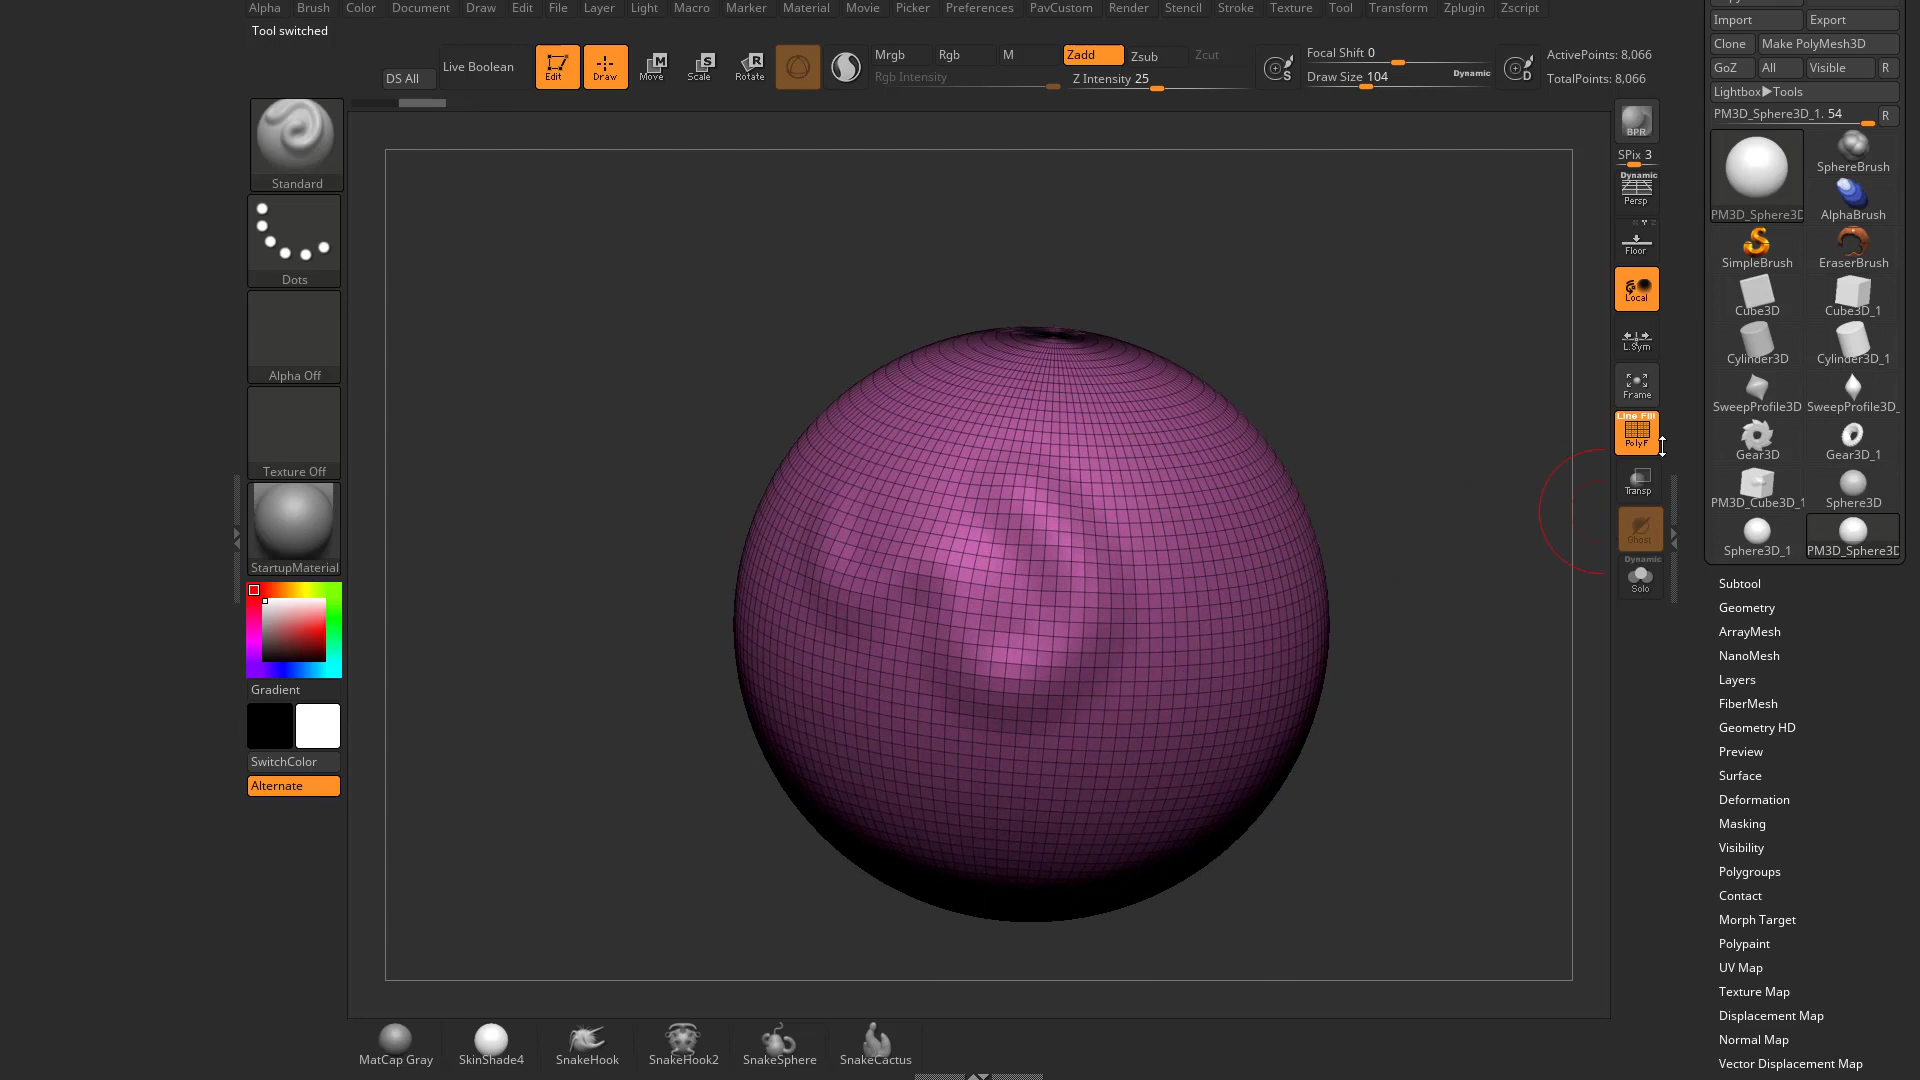 Alpha Brush Color Document Draw Edit File Layer Light Macro Marker Material Movie Picker Preferences PavCustom Render Stencil Stroke Texture Tool Transform Zplugin Zscript
Tool switched
DS All
Live Boolean
Edit
Draw
Move
Scale
Rotate
Mrgb Rgb M
Rgb Intensity
Zadd Zsub Zcut
Z Intensity 25
S
Focal Shift 0
Draw Size 104
Dynamic
D
ActivePoints: 8,066
TotalPoints: 8,066
Standard
Dots
Alpha Off
Texture Off
StartupMaterial
Gradient
SwitchColor
Alternate
BPR
SPix 3
Dynamic
Persp
Floor
Local
L.Sym
Frame
Line Fill
PolyF
Transp
Ghost
Dynamic
Solo
Import Export
Clone Make PolyMesh3D
GoZ All Visible R
Lightbox▶Tools
PM3D_Sphere3D_1. 54 R
PM3D_Sphere3D
SphereBrush
AlphaBrush
SimpleBrush EraserBrush
Cube3D Cube3D_1
Cylinder3D Cylinder3D_1
SweepProfile3D SweepProfile3D_
Gear3D Gear3D_1
PM3D_Cube3D_1 Sphere3D
Sphere3D_1 PM3D_Sphere3D
Subtool
Geometry
ArrayMesh
NanoMesh
Layers
FiberMesh
Geometry HD
Preview
Surface
Deformation
Masking
Visibility
Polygroups
Contact
Morph Target
Polypaint
UV Map
Texture Map
Displacement Map
Normal Map
Vector Displacement Map
MatCap Gray SkinShade4 SnakeHook SnakeHook2 SnakeSphere SnakeCactus